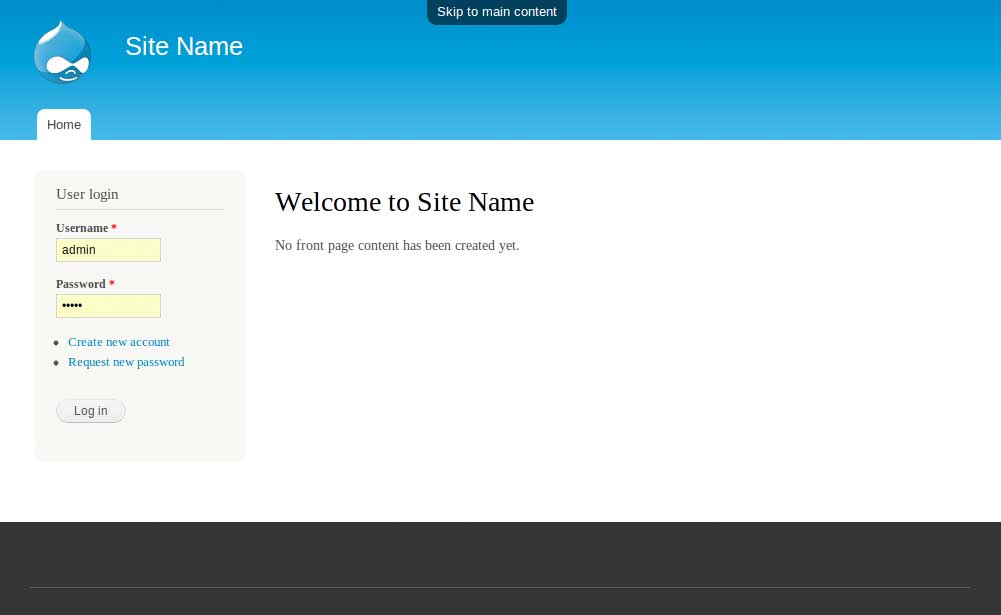 Skip to main content
Site Name
Home
User login
Username *
admin
Password *
•••••
Create new account
Request new password
Log in
Welcome to Site Name
No front page content has been created yet.